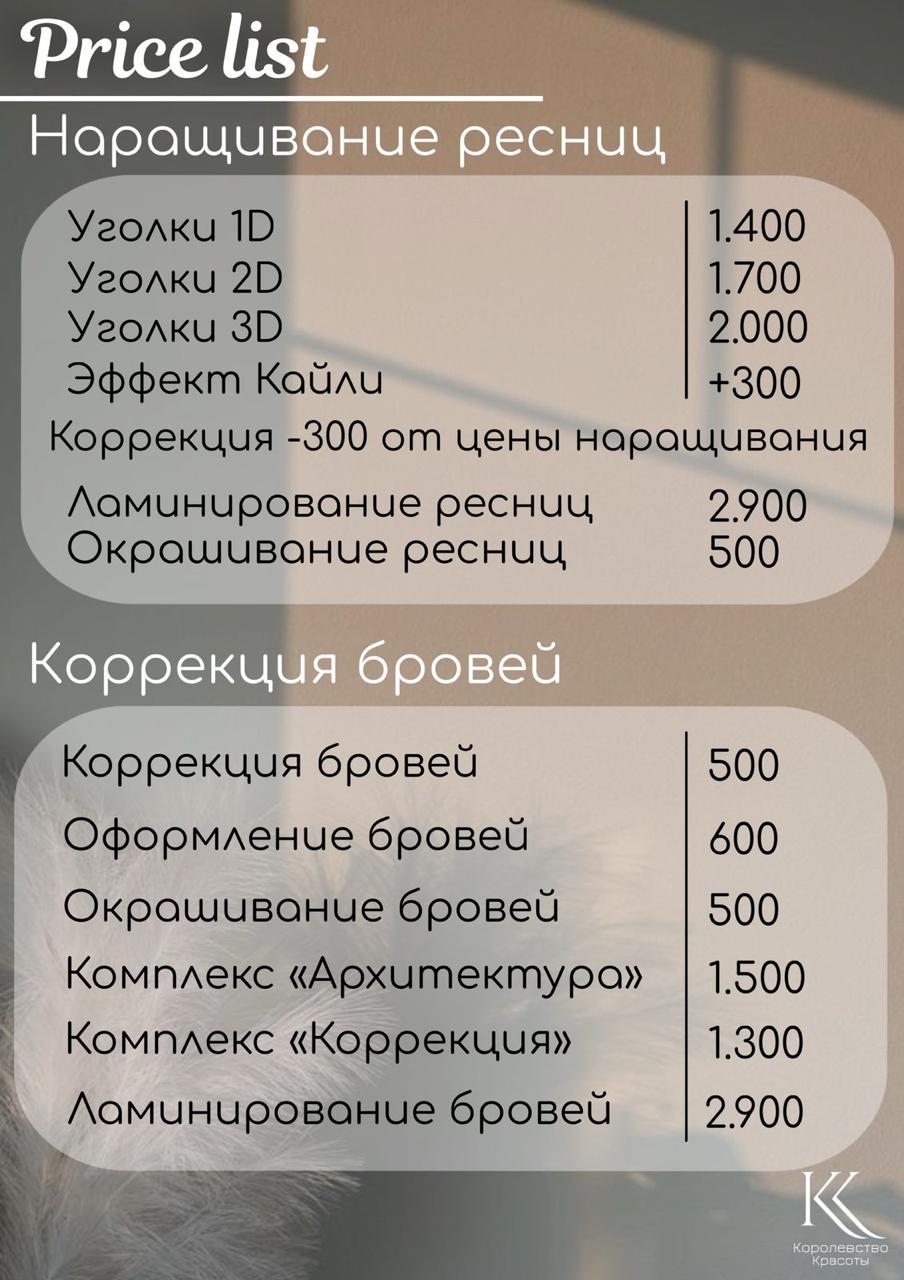 Price list
Наращивание ресниц
Уголки 1D 1.400
Уголки 2D 1.700
Уголки 3D 2.000
Эффект Кайли +300
Коррекция -300 от цены наращивания
Ламинирование ресниц 2.900
Окрашивание ресниц 500
Коррекция бровей
Коррекция бровей 500
Оформление бровей 600
Окрашивание бровей 500
Комплекс «Архитектура» 1.500
Комплекс «Коррекция» 1.300
Ламинирование бровей 2.900
КК
Королевство
Красоты